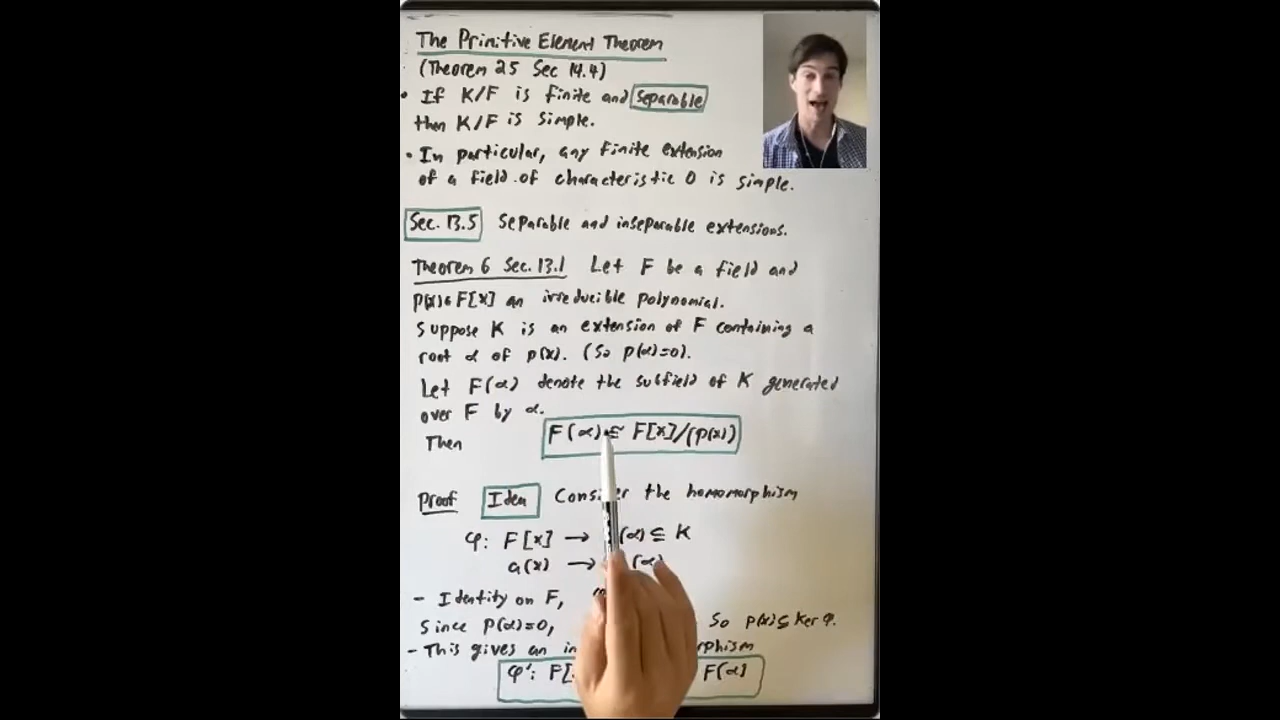 The Primitive Element Theorem
(Theorem 25 Sec 14.4)
• If K/F is finite and separable
then K/F is simple.
• In particular, any finite extension
of a field of characteristic 0 is simple.
Sec. 13.5 Separable and inseparable extensions.
Theorem 6 Sec. 13.1 Let F be a field and
p(x)∈F[x] an irreducible polynomial.
Suppose K is an extension of F containing a
root α of p(x). (So p(α)=0).
Let F(α) denote the subfield of K generated
over F by α.
Then F(α) ≅ F[x]/(p(x))
Proof Idea Consider the homomorphism
φ: F[x] → (α) ⊆ K
a(x) → (α)
- Identity on F,
Since p(α)=0, So p(x) ⊆ Ker φ.
- This gives an
φ': F[ F(α)